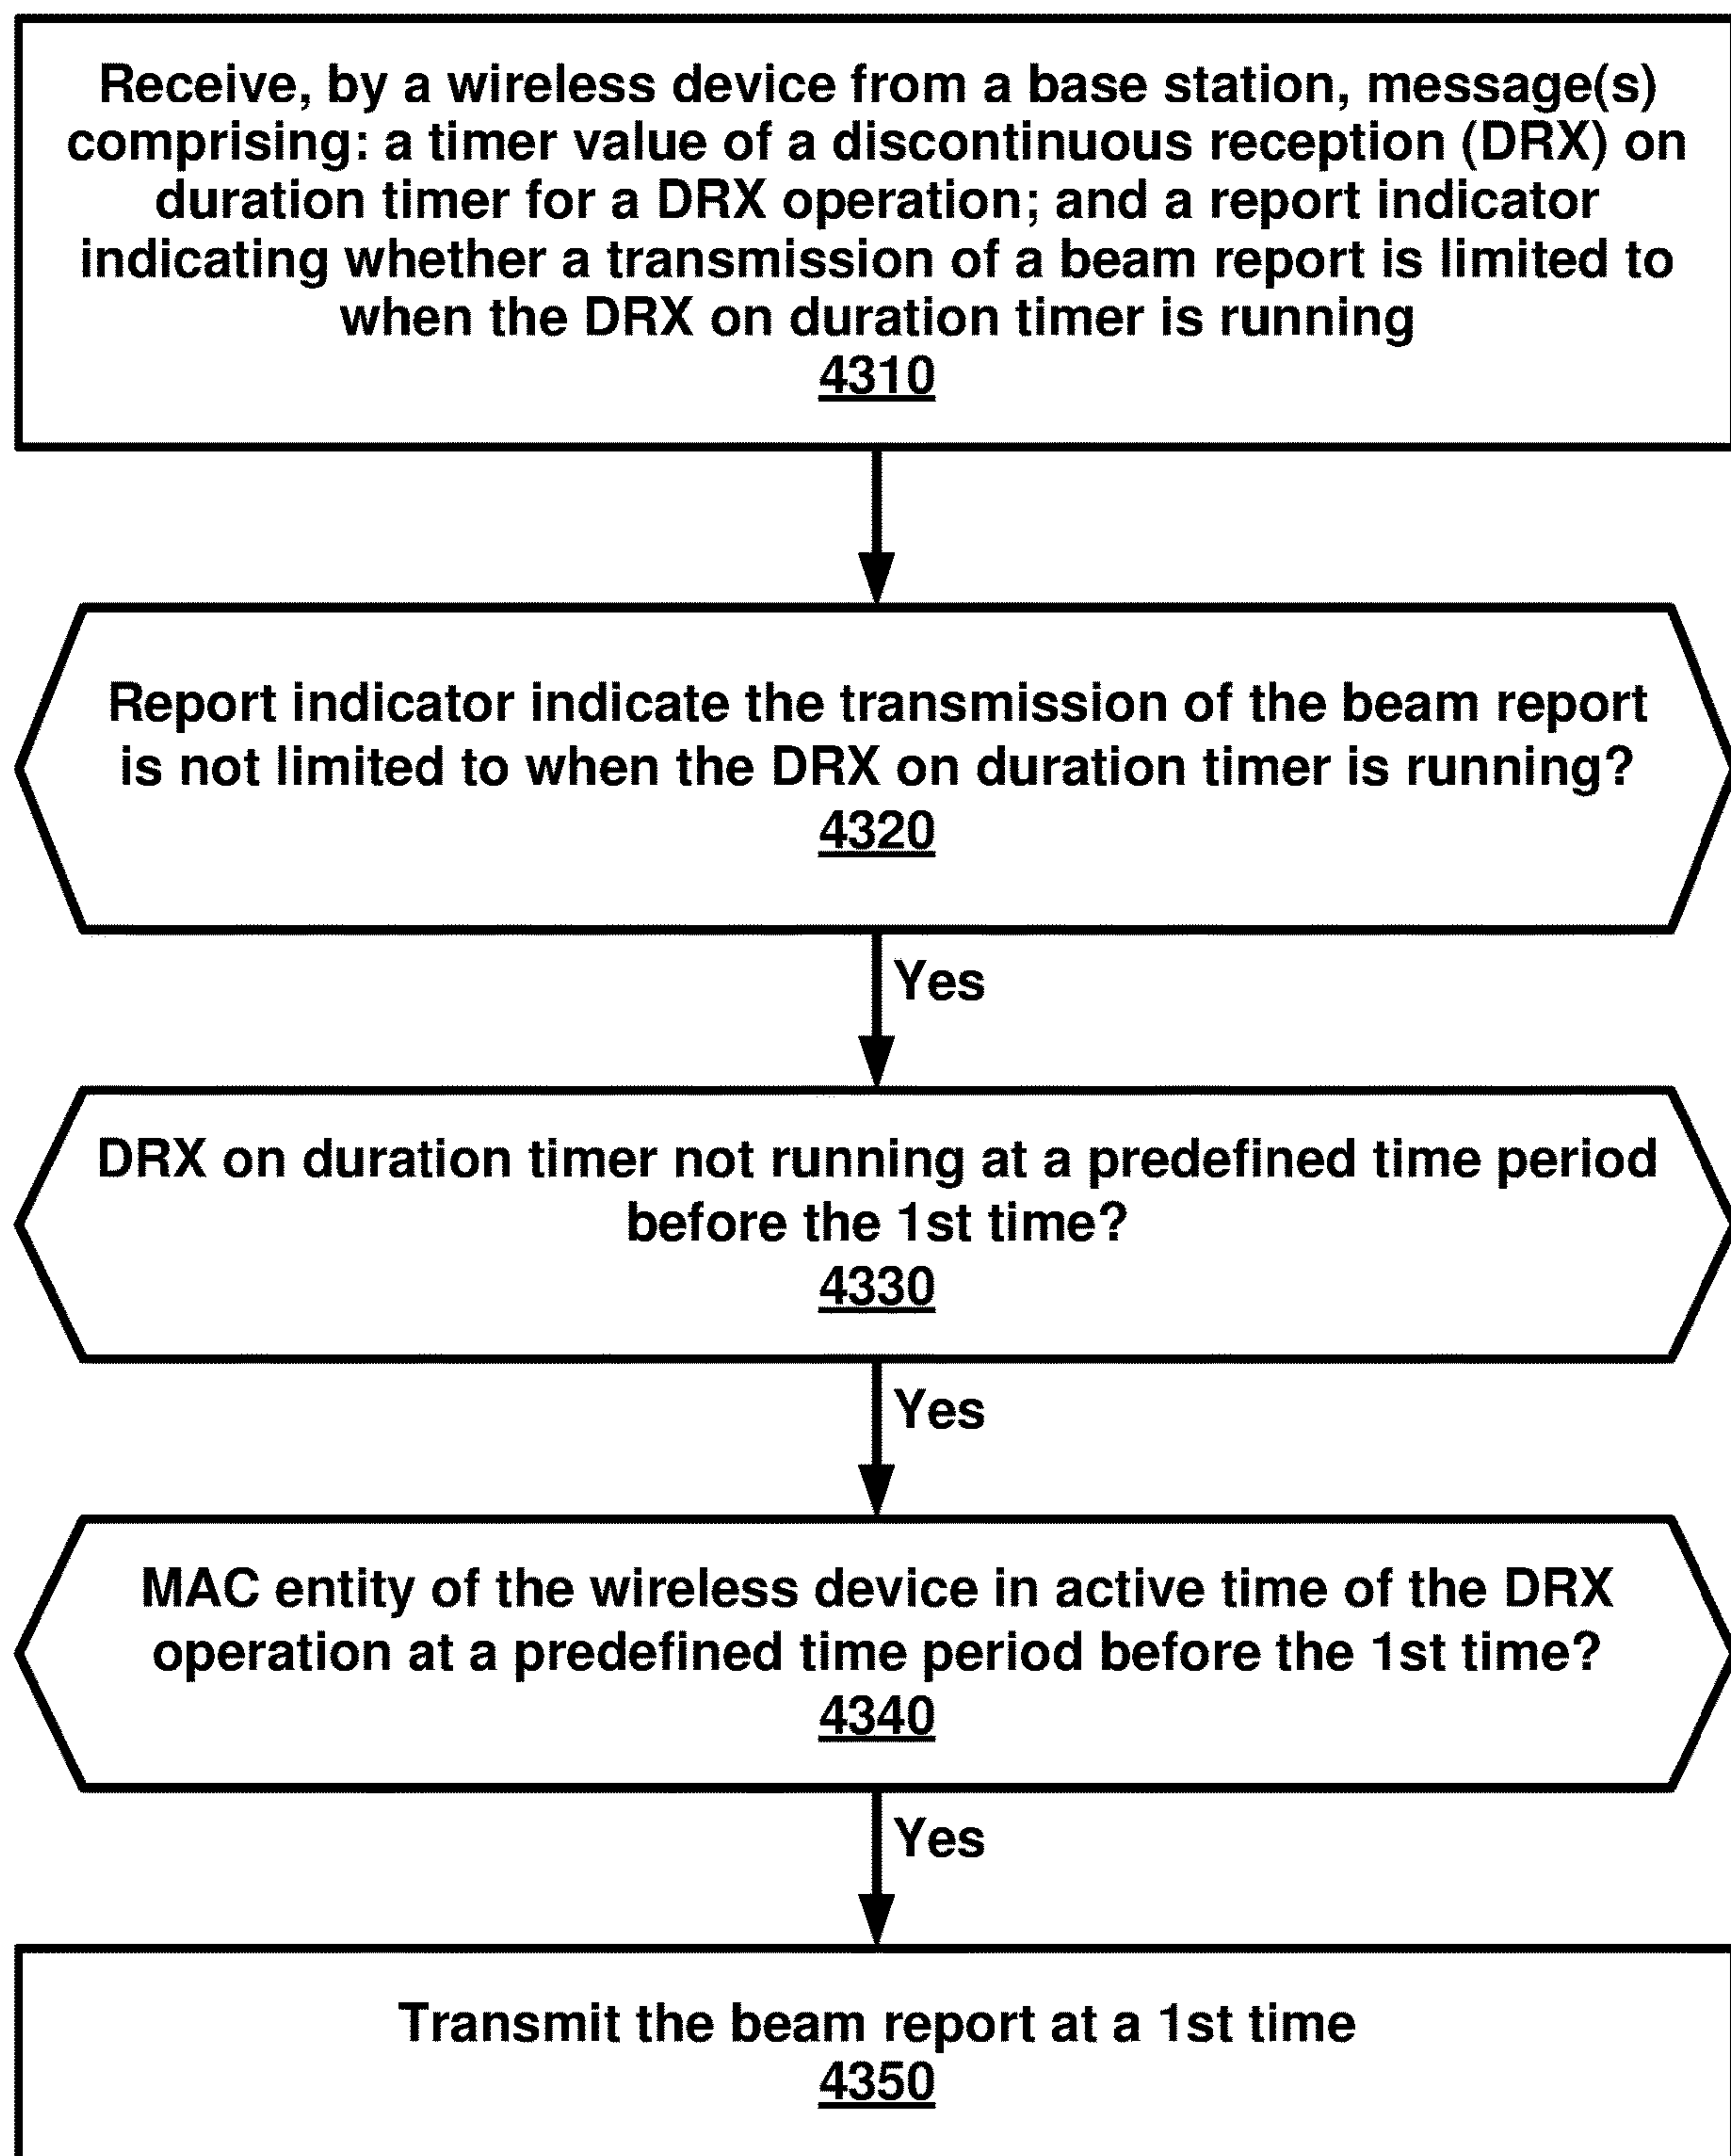 Receive, by a wireless device from a base station, message(s)
comprising: a timer value of a discontinuous reception (DRX) on
duration timer for a DRX operation; and a report indicator
indicating whether a transmission of a beam report is limited to
when the DRX on duration timer is running
4310
Report indicator indicate the transmission of the beam report
is not limited to when the DRX on duration timer is running?
4320
Yes
DRX on duration timer not running at a predefined time period
before the 1st time?
4330
Yes
MAC entity of the wireless device in active time of the DRX
operation at a predefined time period before the 1st time?
4340
Yes
Transmit the beam report at a 1st time
4350